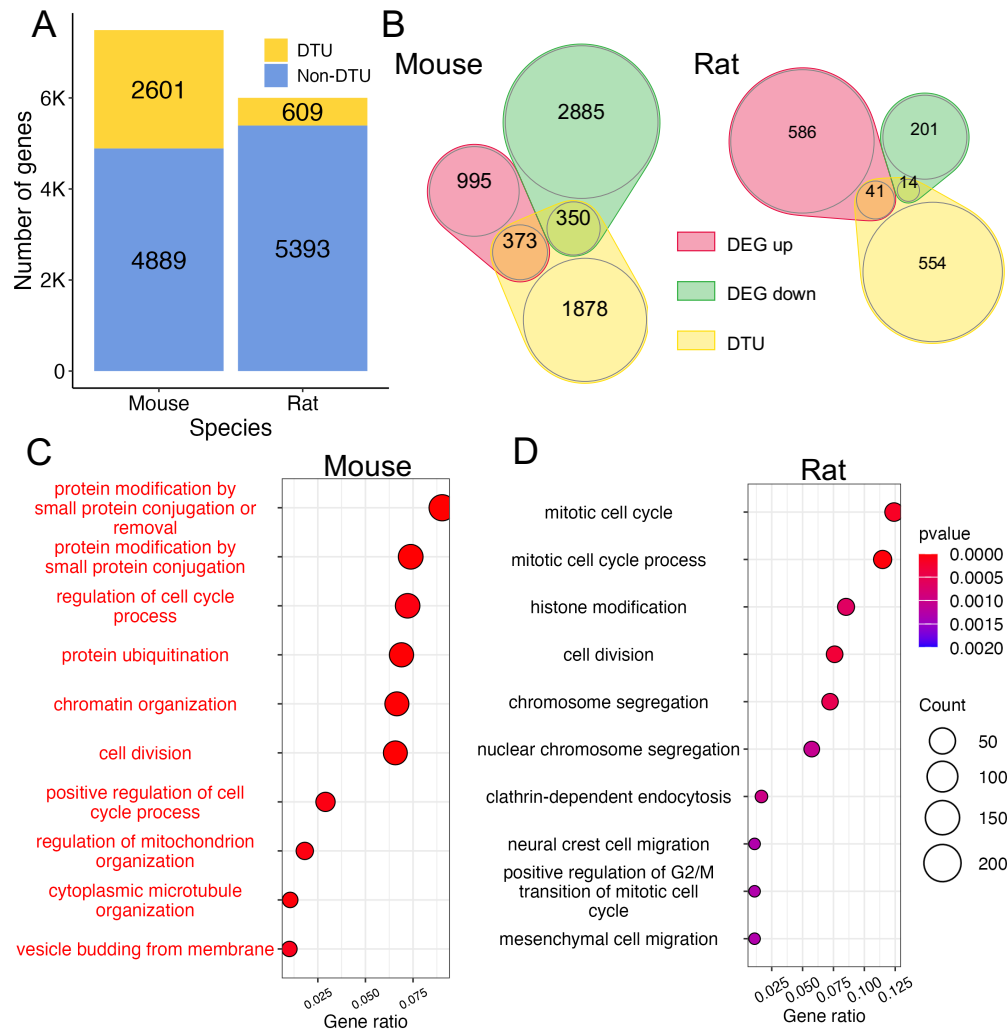 A
Number of genes
6K
4K
2K
0
DTU
Non-DTU
2601
4889
609
5393
Mouse
Rat
Species
B
Mouse
2885
995
350
373
1878
Rat
586
201
41
14
554
DEG up
DEG down
DTU
C
Mouse
protein modification by
small protein conjugation or
removal
protein modification by
small protein conjugation
regulation of cell cycle
process
protein ubiquitination
chromatin organization
cell division
positive regulation of cell
cycle process
regulation of mitochondrion
organization
cytoplasmic microtubule
organization
vesicle budding from membrane
0.025
0.050
0.075
Gene ratio
D
Rat
mitotic cell cycle
mitotic cell cycle process
histone modification
cell division
chromosome segregation
nuclear chromosome segregation
clathrin-dependent endocytosis
neural crest cell migration
positive regulation of G2/M
transition of mitotic cell
cycle
mesenchymal cell migration
0.025
0.050
0.075
0.100
0.125
Gene ratio
pvalue
0.0000
0.0005
0.0010
0.0015
0.0020
Count
50
100
150
200